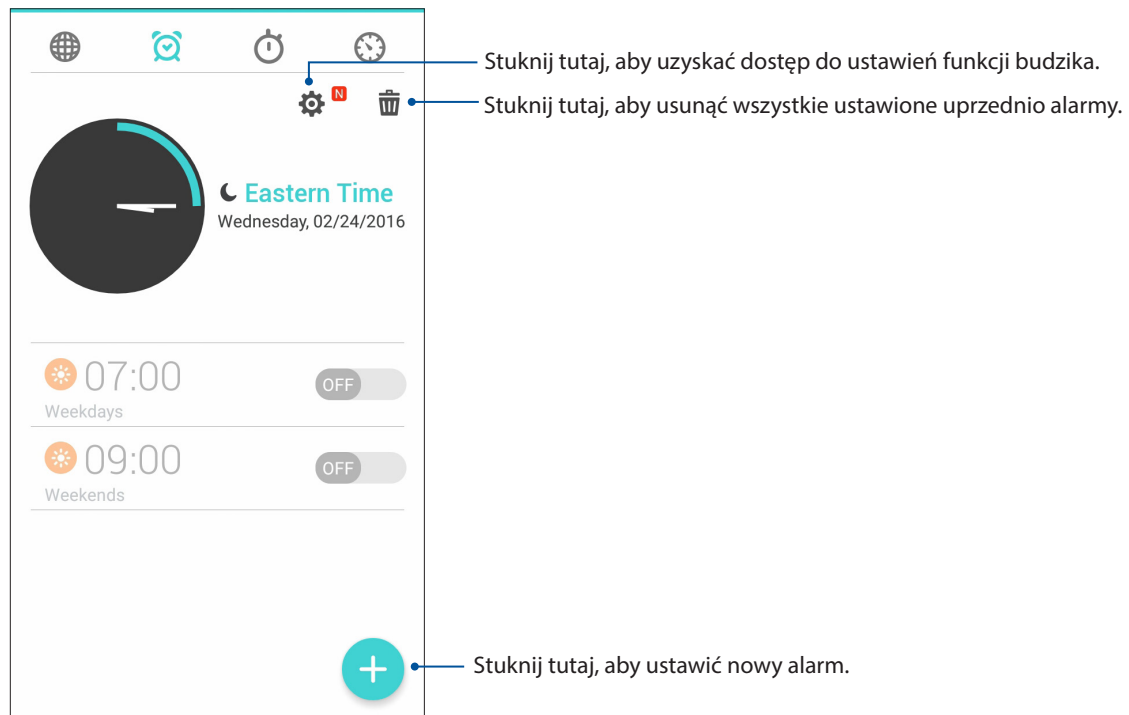 Stuknij tutaj, aby uzyskać dostęp do ustawień funkcji budzika.
N
Stuknij tutaj, aby usunąć wszystkie ustawione uprzednio alarmy.
Eastern Time
Wednesday, 02/24/2016
07:00
OFF
Weekdays
09:00
OFF
Weekends
Stuknij tutaj, aby ustawić nowy alarm.